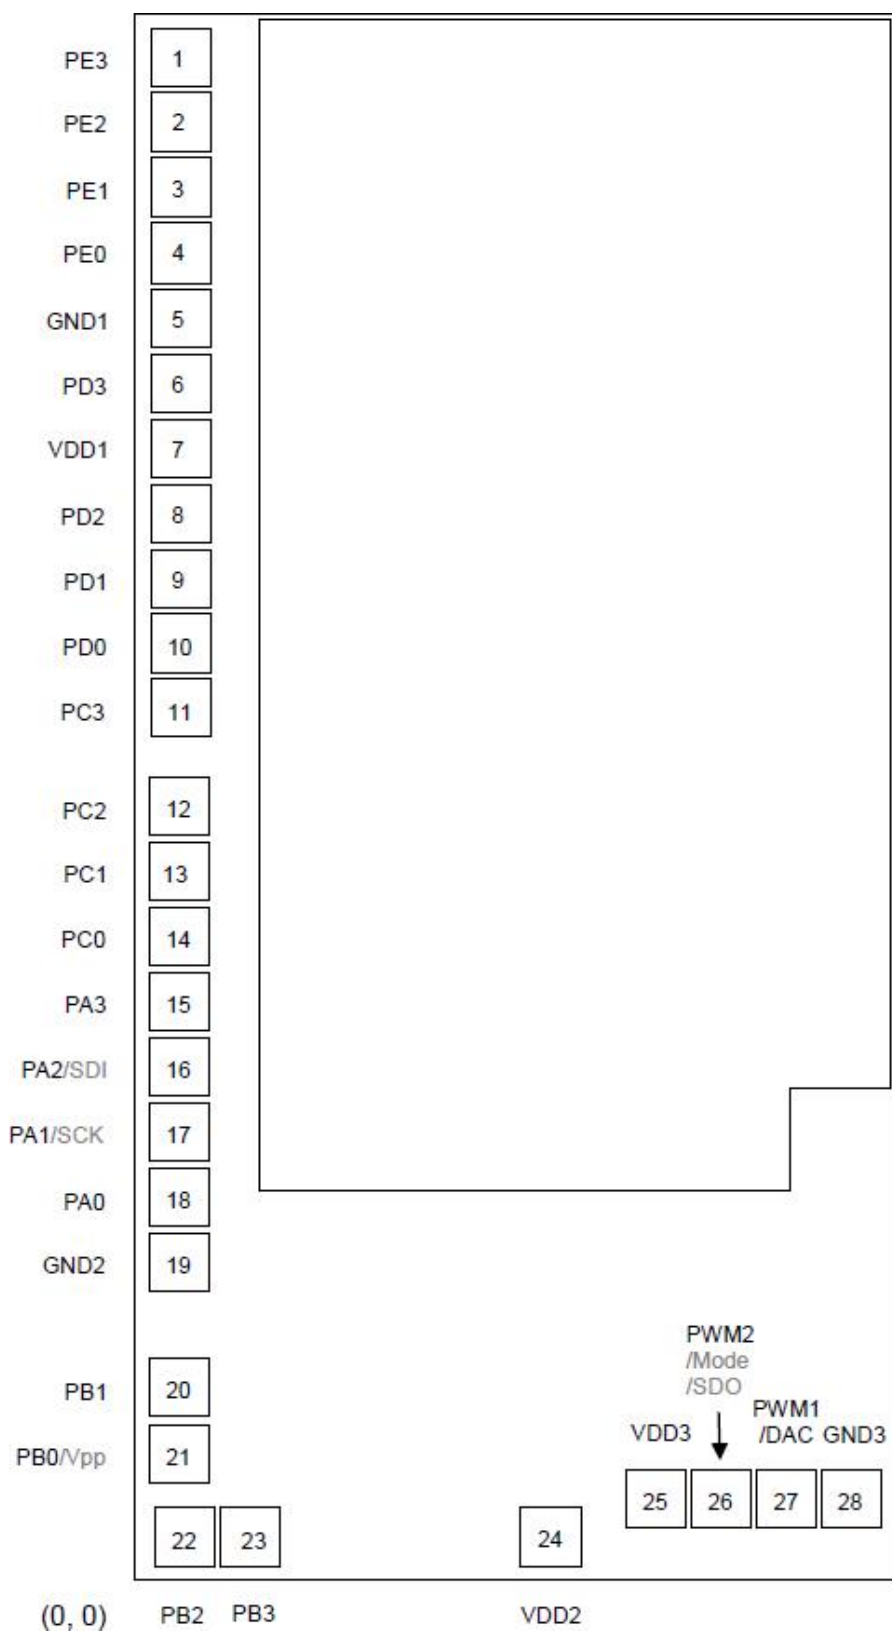 PE3 1
PE2 2
PE1 3
PE0 4
GND1 5
PD3 6
VDD1 7
PD2 8
PD1 9
PD0 10
PC3 11
PC2 12
PC1 13
PC0 14
PA3 15
PA2/SDI 16
PA1/SCK 17
PA0 18
GND2 19
PWM2
/Mode
/SDO
PB1 20
PWM1
VDD3 /DAC GND3
PB0/Vpp 21
25 26 27 28
22 23 24
(0, 0) PB2 PB3 VDD2